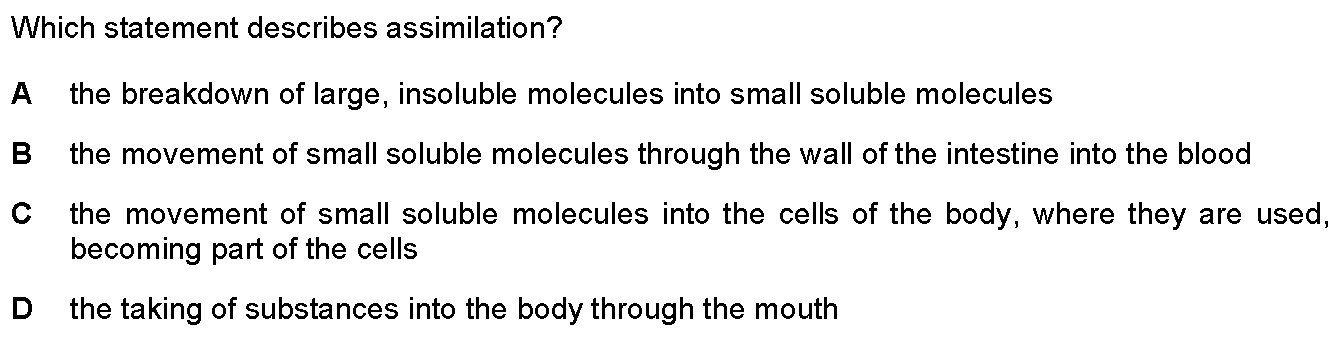 Which statement describes assimilation?
A the breakdown of large, insoluble molecules into small soluble molecules
B the movement of small soluble molecules through the wall of the intestine into the blood
C the movement of small soluble molecules into the cells of the body, where they are used,
becoming part of the cells
D the taking of substances into the body through the mouth